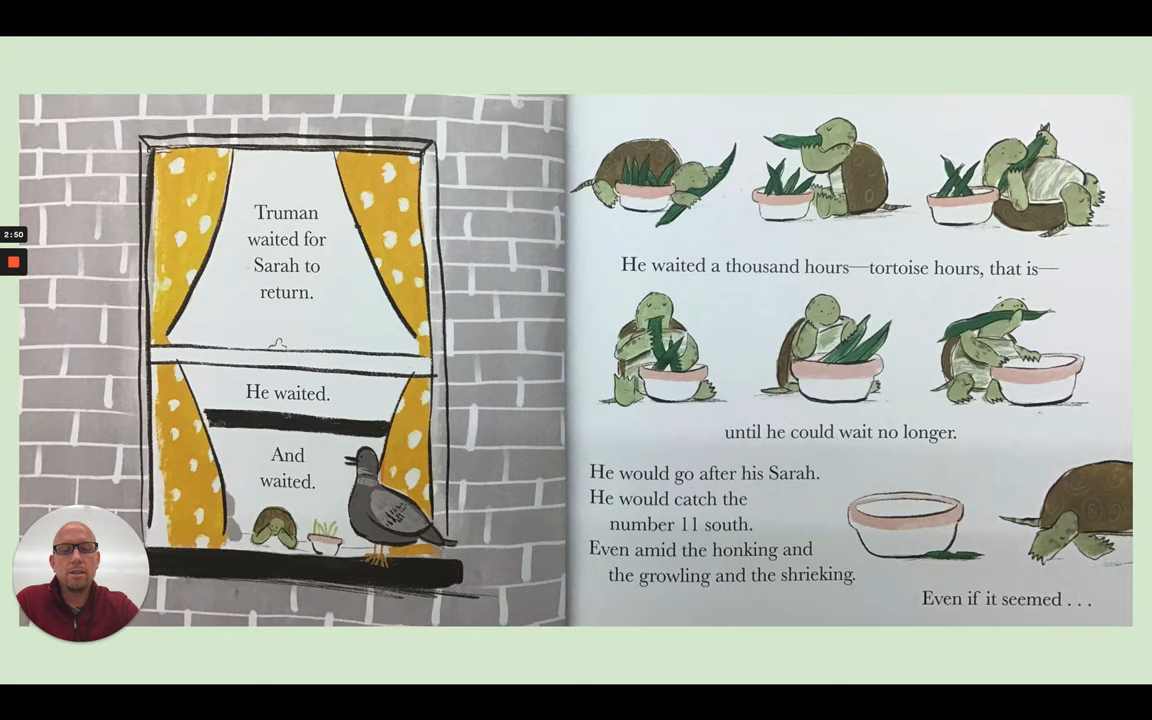 2:50
Truman
waited for
Sarah to
return.
He waited.
And
waited.
He waited a thousand hours—tortoise hours, that is—
until he could wait no longer.
He would go after his Sarah.
He would catch the
number 11 south.
Even amid the honking and
the growling and the shrieking.
Even if it seemed . . .